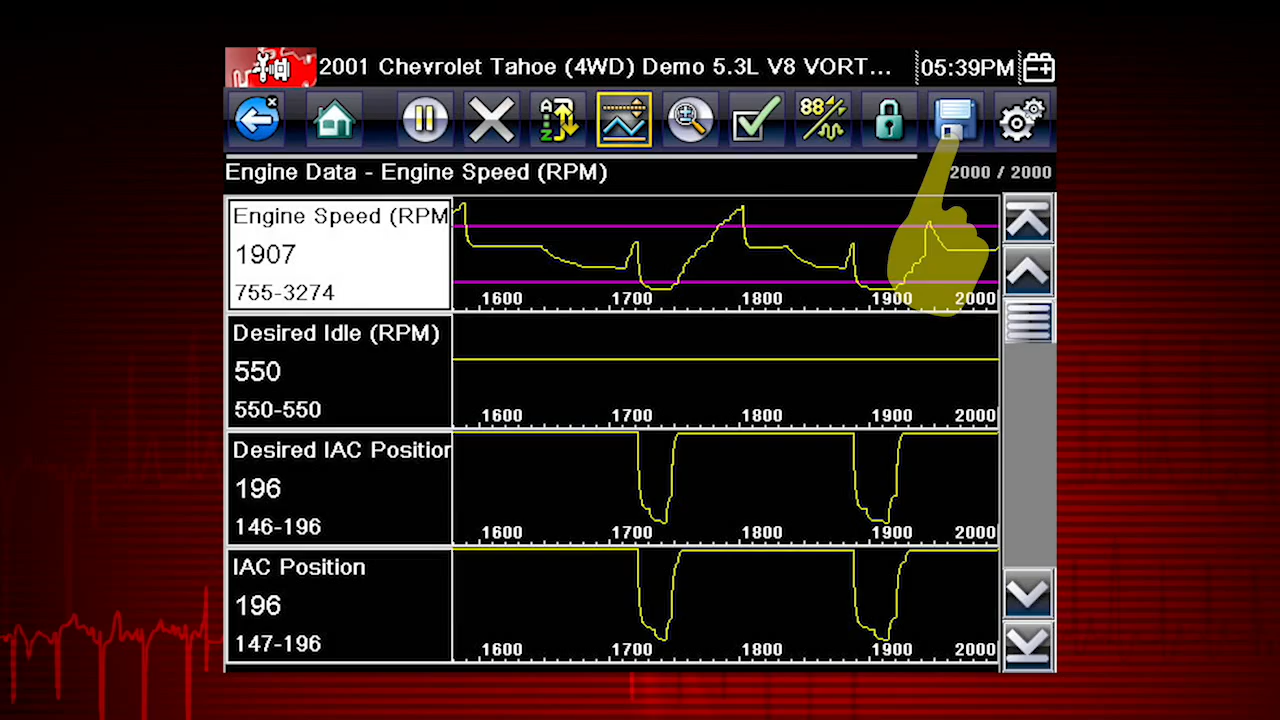 2001 Chevrolet Tahoe (4WD) Demo 5.3L V8 VORT...
05:39PM
A
Z
88
Engine Data - Engine Speed (RPM)
2000 / 2000
Engine Speed (RPM
1907
755-3274
1600 1700 1800 1900 2000
Desired Idle (RPM)
550
550-550
1600 1700 1800 1900 2000
Desired IAC Position
196
146-196
1600 1700 1800 1900 2000
IAC Position
196
147-196
1600 1700 1800 1900 2000